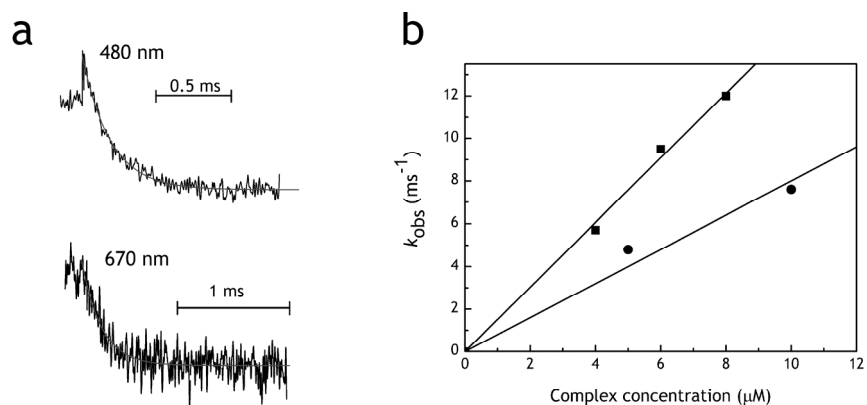 a
480 nm
0.5 ms
670 nm
1 ms
b
12
10
8
6
4
2
0
k obs (ms⁻¹)
0 2 4 6 8 10 12
Complex concentration (μM)